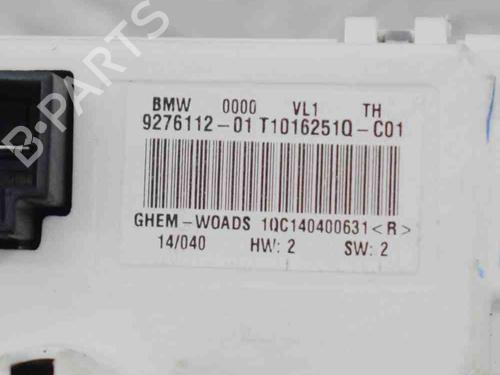 B-PARTS
BMW 0000 VL1 TH
9276112-01 T1016251Q-C01
GHEM-WOADS 1QC140400631<R>
14/040 HW: 2 SW: 2